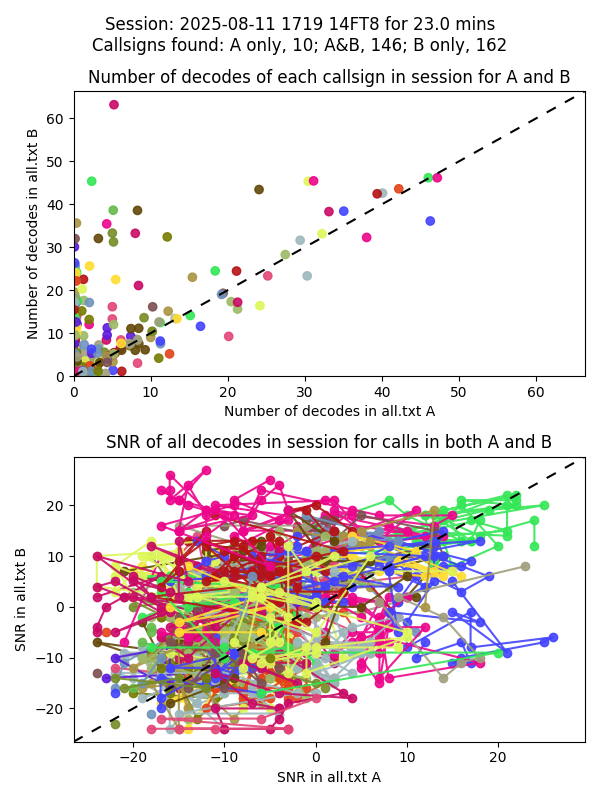 Session: 2025-08-11 1719 14FT8 for 23.0 mins
Callsigns found: A only, 10; A&B, 146; B only, 162
Number of decodes of each callsign in session for A and B
Number of decodes in all.txt B
60
50
40
30
20
10
0
0 10 20 30 40 50 60
Number of decodes in all.txt A
SNR of all decodes in session for calls in both A and B
SNR in all.txt B
20
10
0
−10
−20
−20 −10 0 10 20
SNR in all.txt A